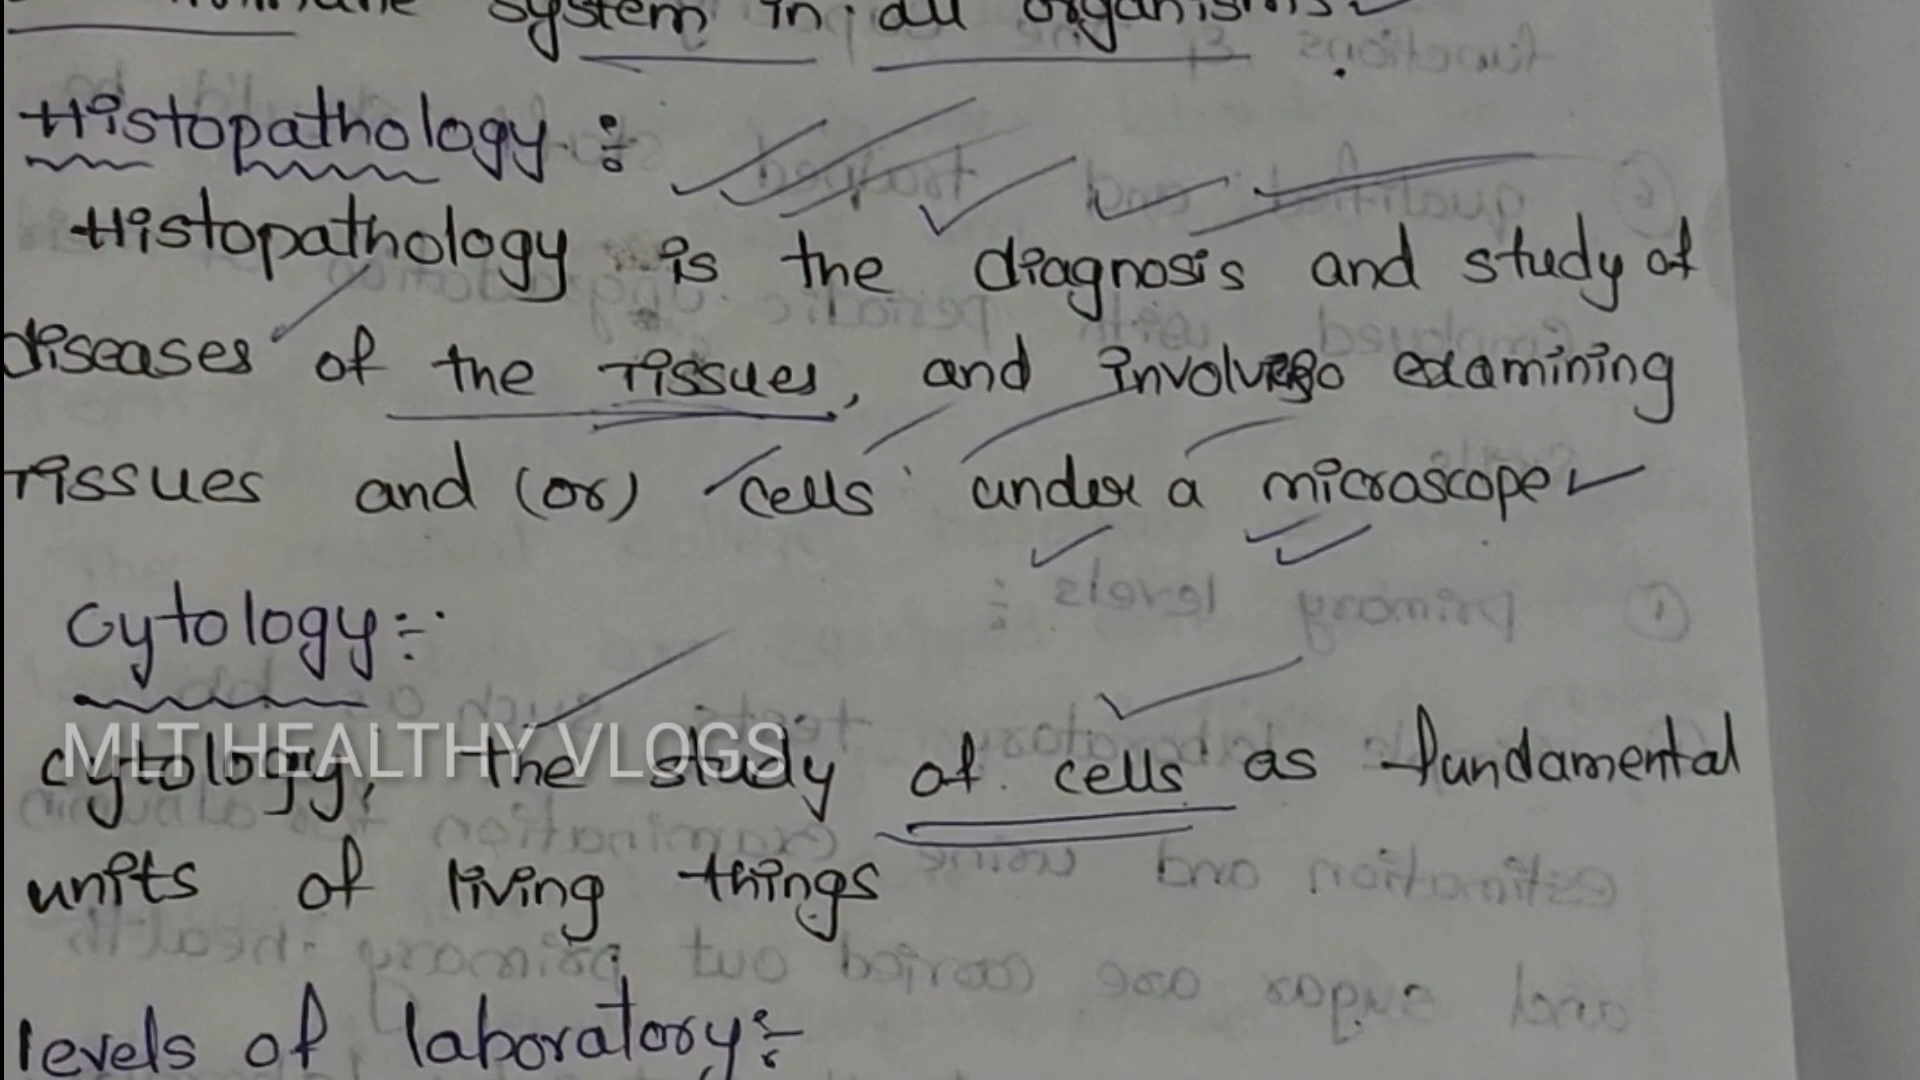 system in all organisms
Histopathology :-
Histopathology is the diagnosis and study of
diseases of the Tissues, and involves examining
Tissues and (or) cells under a microscope
Cytology :-
MLT HEALTHY VLOGS
cytology, the study of cells as fundamental
units of living things
levels of laboratory :-